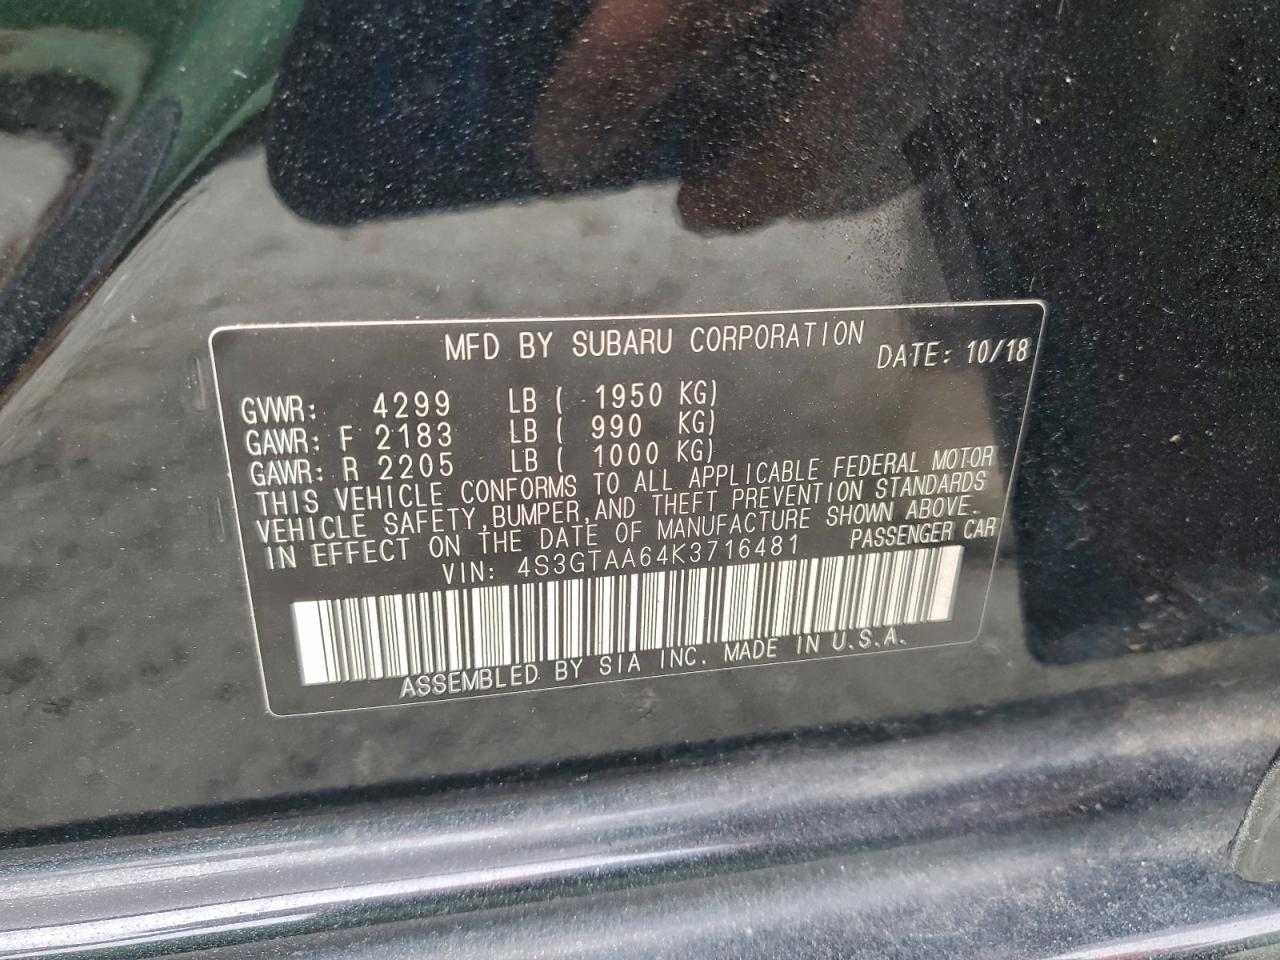 MFD BY SUBARU CORPORATION
DATE: 10/18
GVWR: 4299 LB ( 1950 KG)
GAWR: F 2183 LB ( 990 KG)
GAWR: R 2205 LB ( 1000 KG)
THIS VEHICLE CONFORMS TO ALL APPLICABLE FEDERAL MOTOR
VEHICLE SAFETY, BUMPER, AND THEFT PREVENTION STANDARDS
IN EFFECT ON THE DATE OF MANUFACTURE SHOWN ABOVE.
VIN: 4S3GTAA64K3716481 PASSENGER CAR
ASSEMBLED BY SIA INC. MADE IN U.S.A.